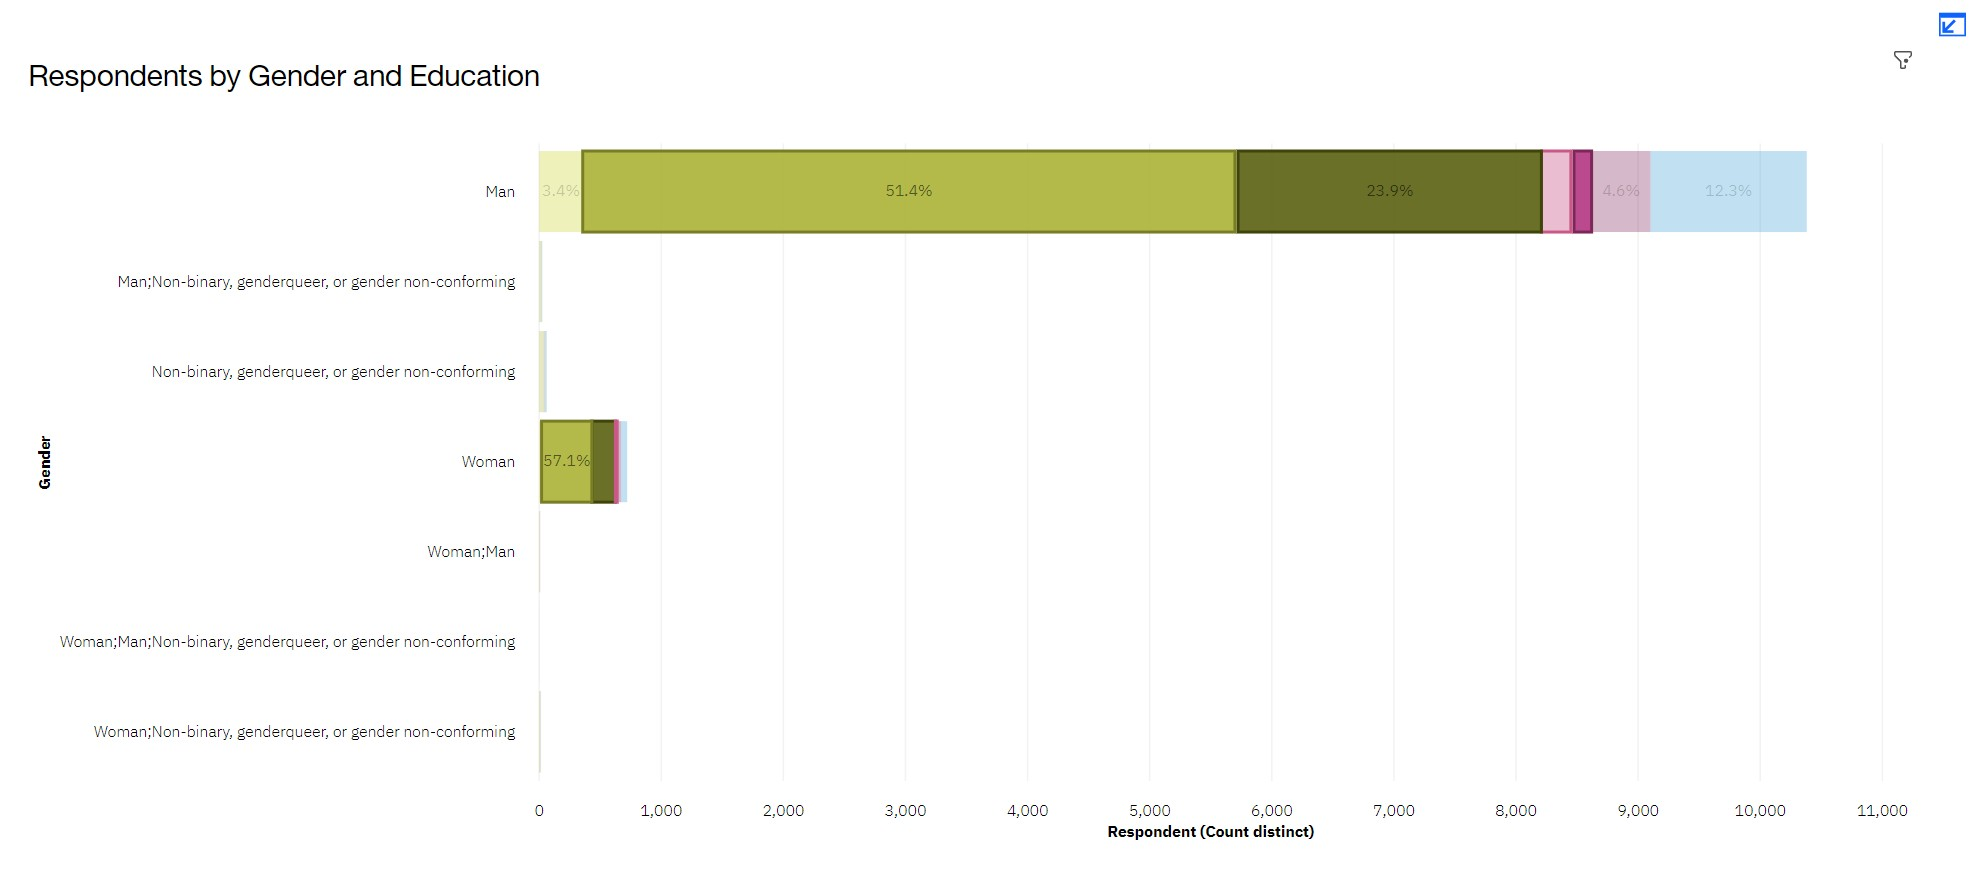 Respondents by Gender and Education
Man
3.4%
51.4%
23.9%
4.6%
12.3%
Man;Non-binary, genderqueer, or gender non-conforming
Non-binary, genderqueer, or gender non-conforming
Gender
Woman
57.1%
Woman;Man
Woman;Man;Non-binary, genderqueer, or gender non-conforming
Woman;Non-binary, genderqueer, or gender non-conforming
0 1,000 2,000 3,000 4,000 5,000 6,000 7,000 8,000 9,000 10,000 11,000
Respondent (Count distinct)